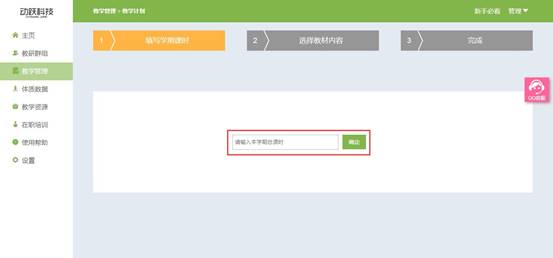 动跃科技
教学管理 > 教学计划
新手必看 管理
主页
教研群组
教学管理
体质数据
教学资源
在职培训
使用帮助
设置
1 填写学期课时
2 选择教材内容
3 完成
请输入本学期总课时
确定
QQ客服